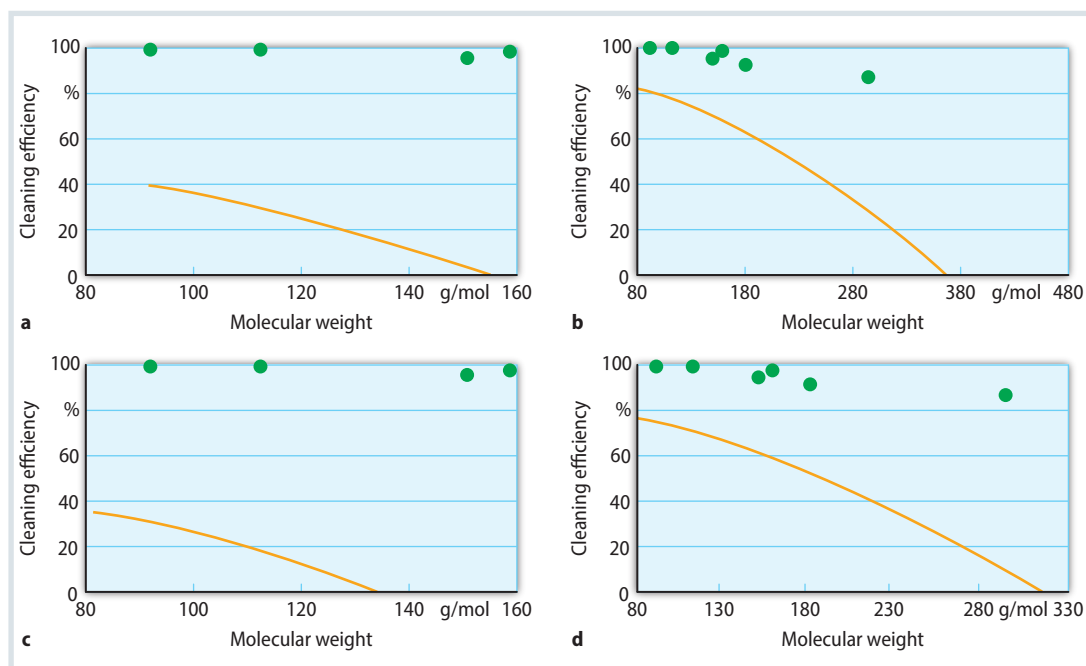 100
%
60
40
20
0
Cleaning efficiency
80 100 120 140 g/mol 160
Molecular weight
a
100
%
60
40
20
0
Cleaning efficiency
80 180 280 380 g/mol 480
Molecular weight
b
100
%
60
40
20
0
Cleaning efficiency
80 100 120 140 g/mol 160
Molecular weight
c
100
%
60
40
20
0
Cleaning efficiency
80 130 180 230 280 g/mol 330
Molecular weight
d